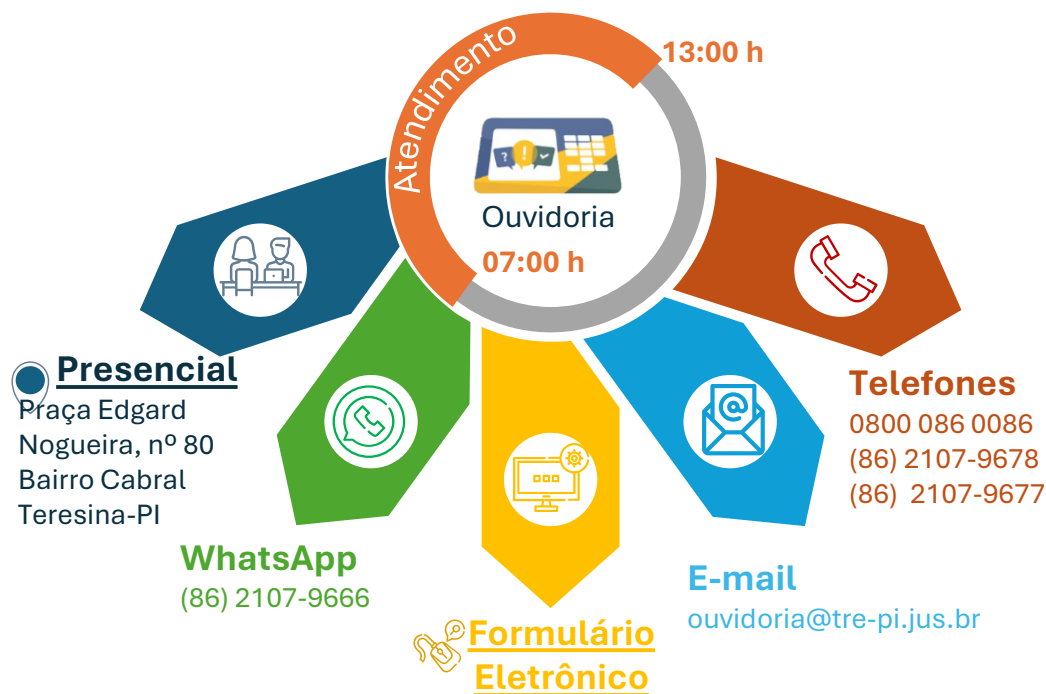 Atendimento
13:00 h
Ouvidoria
07:00 h
Presencial
Praça Edgard
Nogueira, nº 80
Bairro Cabral
Teresina-PI
WhatsApp
(86) 2107-9666
Formulário
Eletrônico
E-mail
ouvidoria@tre-pi.jus.br
Telefones
0800 086 0086
(86) 2107-9678
(86) 2107-9677